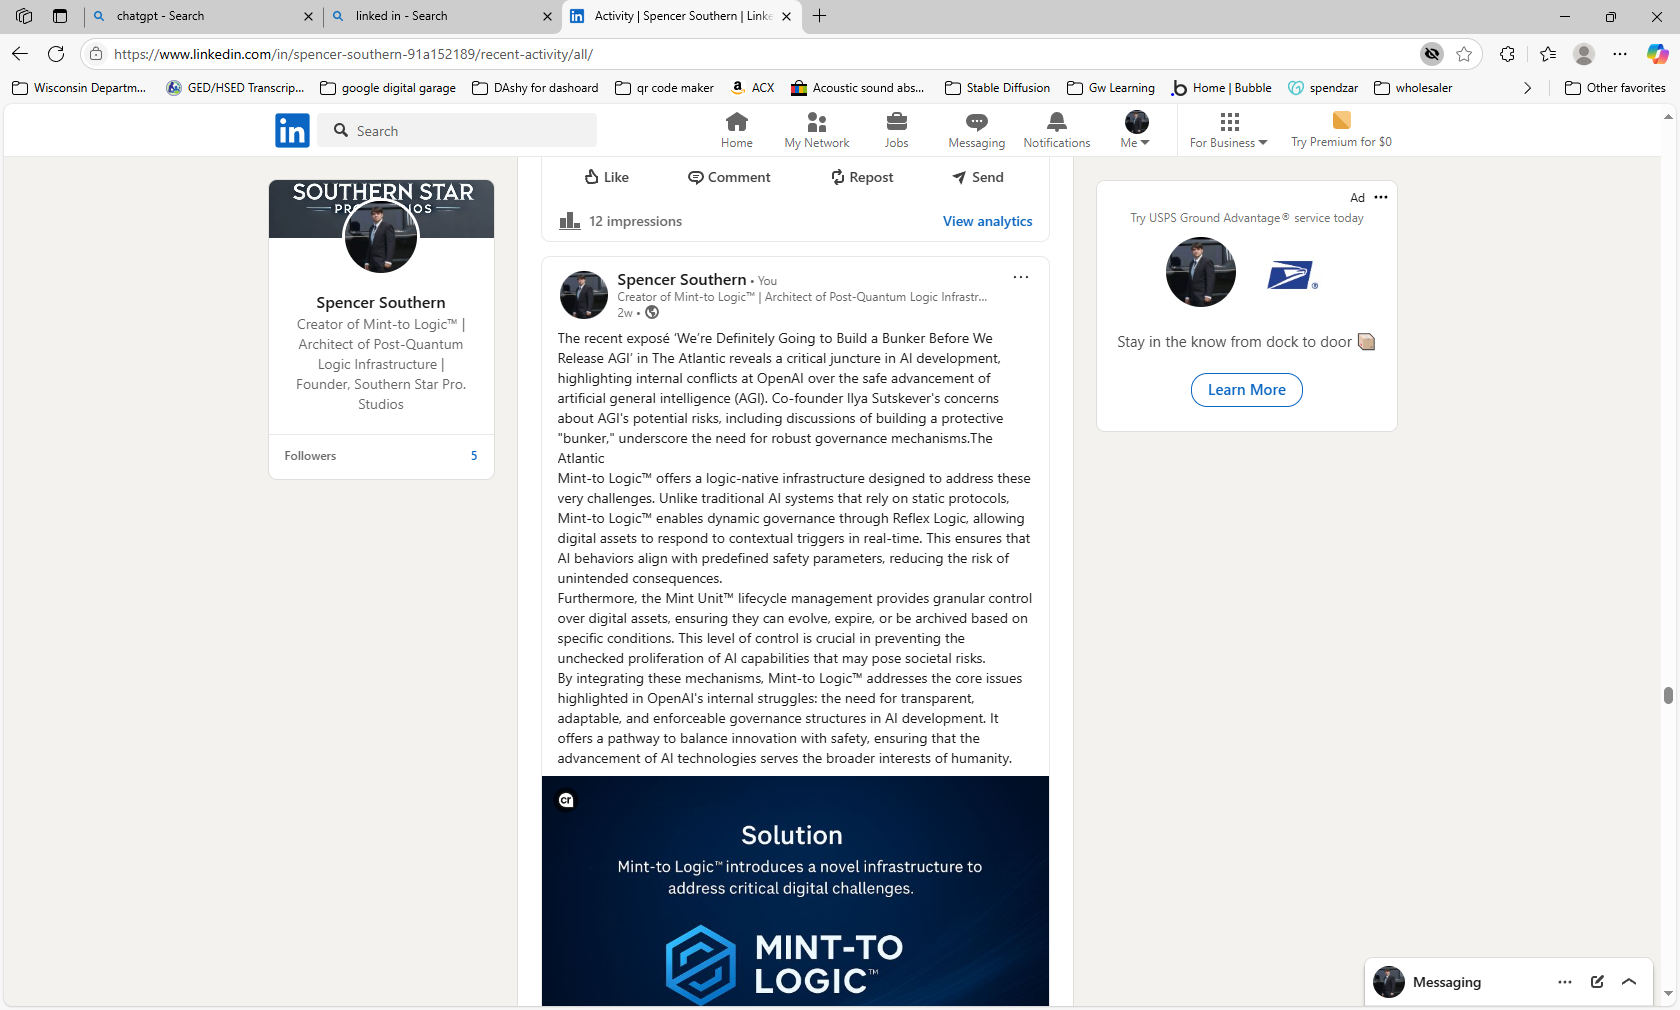 chatgpt - Search
linked in - Search
Activity | Spencer Southern | Linke
https://www.linkedin.com/in/spencer-southern-91a152189/recent-activity/all/
Wisconsin Departm...
GED/HSED Transcrip...
google digital garage
DAshy for dashoard
qr code maker
ACX
Acoustic sound abs...
Stable Diffusion
Gw Learning
Home | Bubble
spendzar
wholesaler
Other favorites
in
Search
Home
My Network
Jobs
Messaging
Notifications
Me
For Business
Try Premium for $0
SOUTHERN STAR
Spencer Southern
Creator of Mint-to Logic™ |
Architect of Post-Quantum
Logic Infrastructure |
Founder, Southern Star Pro.
Studios
Followers
5
Like
Comment
Repost
Send
12 impressions
View analytics
Spencer Southern • You
Creator of Mint-to Logic™ | Architect of Post-Quantum Logic Infrastr...
2w •
The recent exposé ‘We’re Definitely Going to Build a Bunker Before We
Release AGI’ in The Atlantic reveals a critical juncture in AI development,
highlighting internal conflicts at OpenAI over the safe advancement of
artificial general intelligence (AGI). Co-founder Ilya Sutskever's concerns
about AGI's potential risks, including discussions of building a protective
"bunker," underscore the need for robust governance mechanisms.The
Atlantic
Mint-to Logic™ offers a logic-native infrastructure designed to address these
very challenges. Unlike traditional AI systems that rely on static protocols,
Mint-to Logic™ enables dynamic governance through Reflex Logic, allowing
digital assets to respond to contextual triggers in real-time. This ensures that
AI behaviors align with predefined safety parameters, reducing the risk of
unintended consequences.
Furthermore, the Mint Unit™ lifecycle management provides granular control
over digital assets, ensuring they can evolve, expire, or be archived based on
specific conditions. This level of control is crucial in preventing the
unchecked proliferation of AI capabilities that may pose societal risks.
By integrating these mechanisms, Mint-to Logic™ addresses the core issues
highlighted in OpenAI's internal struggles: the need for transparent,
adaptable, and enforceable governance structures in AI development. It
offers a pathway to balance innovation with safety, ensuring that the
advancement of AI technologies serves the broader interests of humanity.
cr
Solution
Mint-to Logic™ introduces a novel infrastructure to
address critical digital challenges.
MINT-TO
LOGIC™
Ad
Try USPS Ground Advantage® service today
Stay in the know from dock to door
Learn More
Messaging